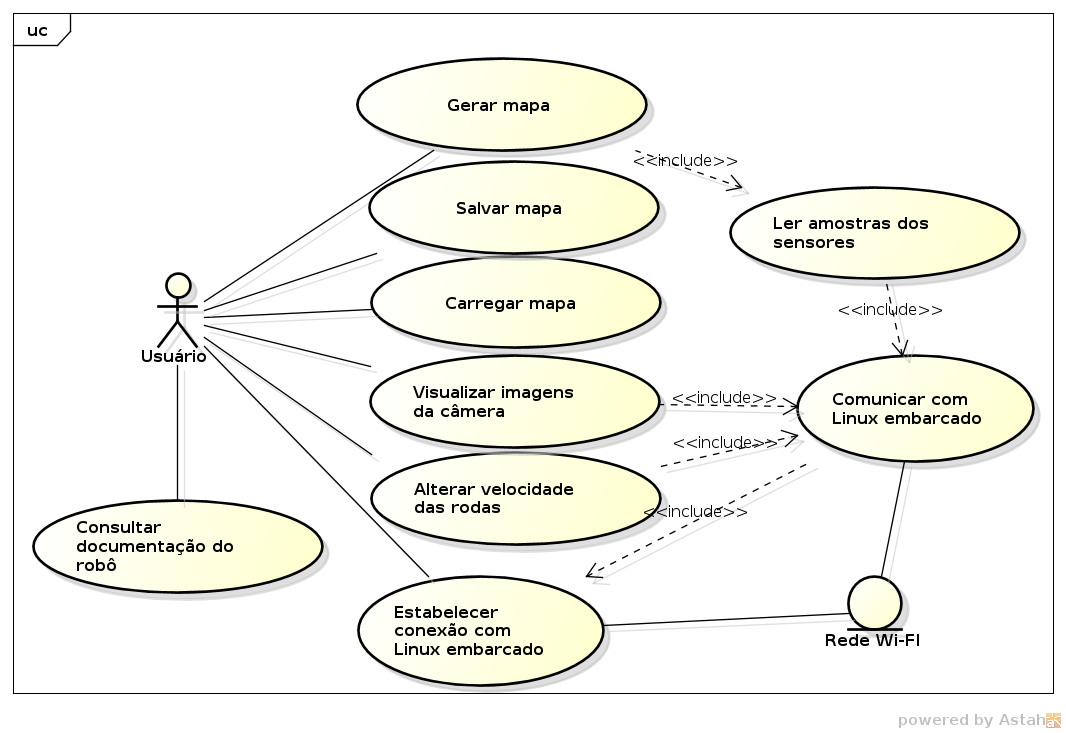 uc
Gerar mapa
<<include>>
Salvar mapa
Ler amostras dos
sensores
Carregar mapa
<<include>>
Usuário
Visualizar imagens
da câmera
<<include>>
Comunicar com
Linux embarcado
<<include>>
Alterar velocidade
das rodas
<<include>>
Consultar
documentação do
robô
Estabelecer
conexão com
Linux embarcado
Rede Wi-FI
powered by Astah